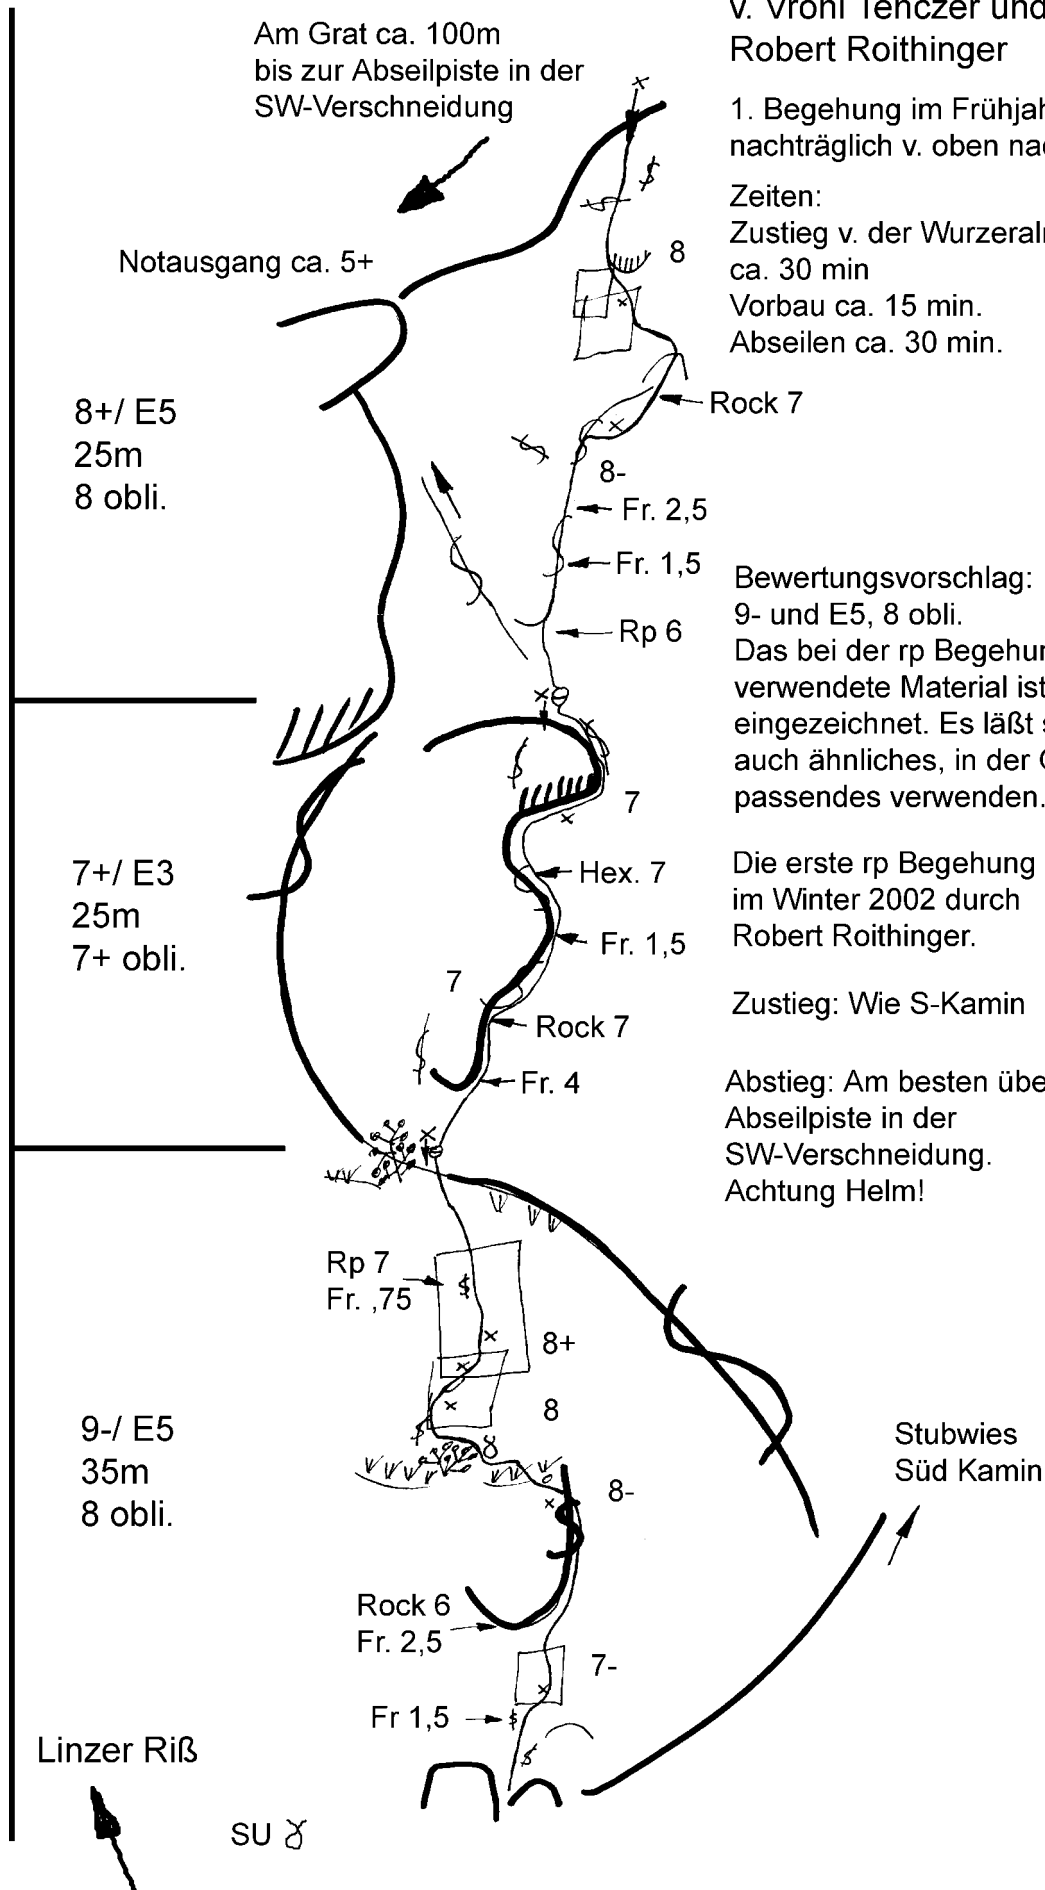 Am Grat ca. 100m
bis zur Abseilpiste in der
SW-Verschneidung
v. Vroni Tenczer und
Robert Roithinger
1. Begehung im Frühjah
nachträglich v. oben nac
Zeiten:
Zustieg v. der Wurzeral
ca. 30 min
Vorbau ca. 15 min.
Abseilen ca. 30 min.
Notausgang ca. 5+
8
8+/ E5
25m
8 obli.
Rock 7
8-
Fr. 2,5
Fr. 1,5
Rp 6
Bewertungsvorschlag:
9- und E5, 8 obli.
Das bei der rp Begehun
verwendete Material ist
eingezeichnet. Es läßt s
auch ähnliches, in der
passendes verwenden.
7
7+/ E3
25m
7+ obli.
Hex. 7
Fr. 1,5
7
Rock 7
Fr. 4
Die erste rp Begehung
im Winter 2002 durch
Robert Roithinger.
Zustieg: Wie S-Kamin
Abstieg: Am besten übe
Abseilpiste in der
SW-Verschneidung.
Achtung Helm!
Rp 7
Fr. ,75
8+
8
9-/ E5
35m
8 obli.
8-
Stubwies
Süd Kamin
Rock 6
Fr. 2,5
7-
Fr 1,5
Linzer Riß
SU